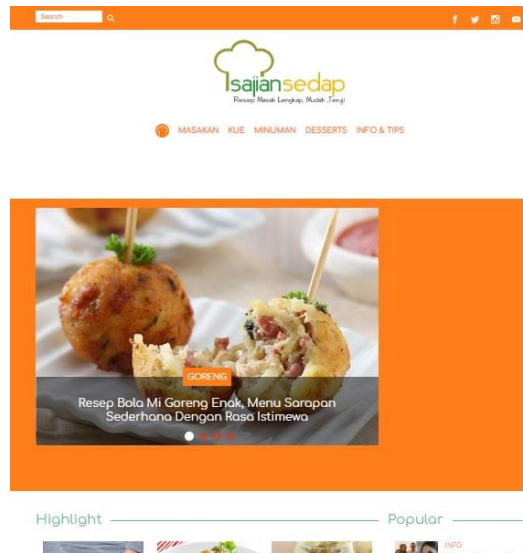 Search
sajiansedap
Resep Masak Lengkap, Mudah ,Teruji
MASAKAN KUE MINUMAN DESSERTS INFO & TIPS
GORENG
Resep Bola Mi Goreng Enak, Menu Sarapan
Sederhana Dengan Rasa Istimewa
Highlight
Popular
INFO